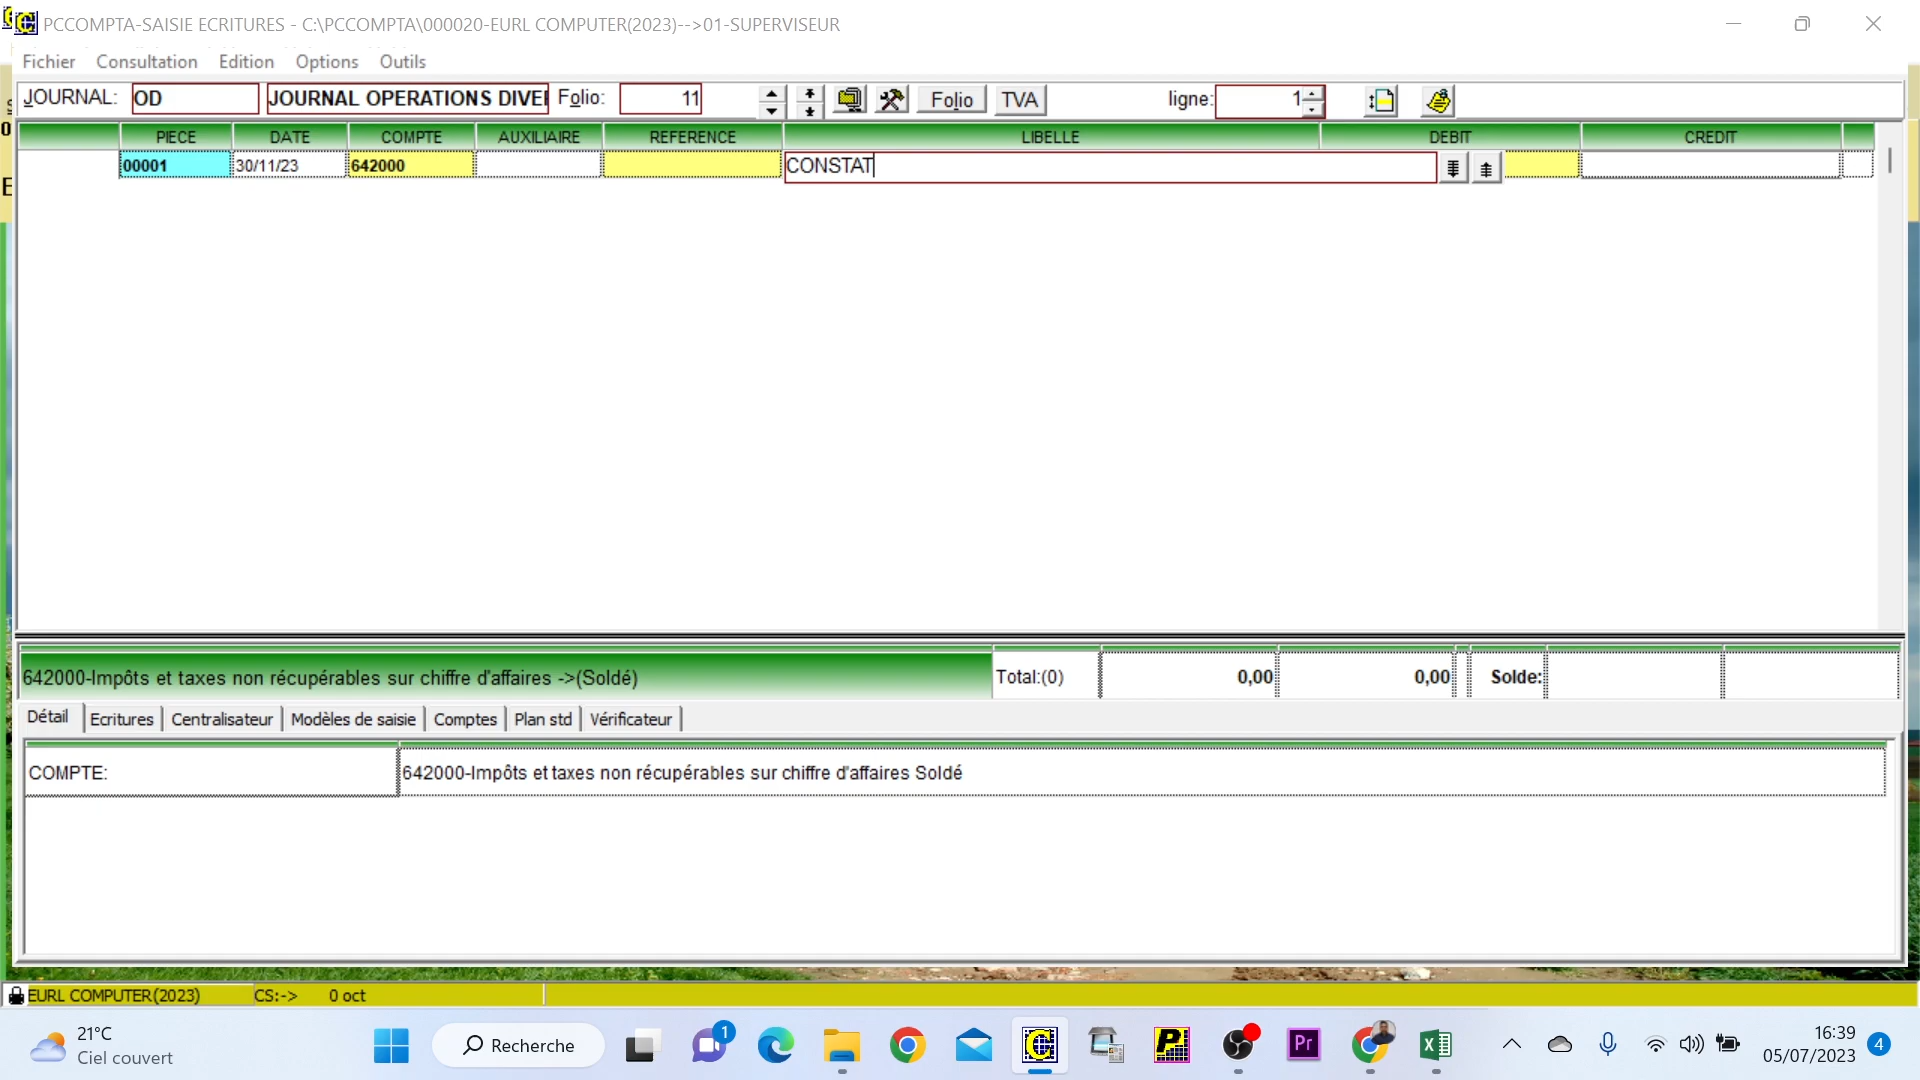 PCCOMPTA-SAISIE ECRITURES - C:\PCCOMPTA\000020-EURL COMPUTER(2023)-->01-SUPERVISEUR
Fichier Consultation Edition Options Outils
JOURNAL: OD JOURNAL OPERATIONS DIVE Folio: 11 Folio TVA ligne: 1
PIECE DATE COMPTE AUXILIAIRE REFERENCE LIBELLE DEBIT CREDIT
00001 30/11/23 642000 CONSTAT
642000-Impôts et taxes non récupérables sur chiffre d'affaires ->(Soldé) Total:(0) 0,00 0,00 Solde:
Détail Ecritures Centralisateur Modèles de saisie Comptes Plan std Vérificateur
COMPTE: 642000-Impôts et taxes non récupérables sur chiffre d'affaires Soldé
EURL COMPUTER(2023) CS:-> 0 oct
21°C
Ciel couvert
Recherche
1
Pr
16:39
05/07/2023
4